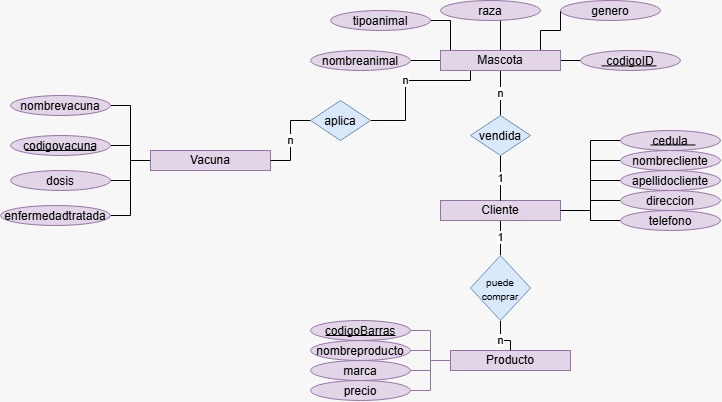 raza
genero
tipoanimal
nombreanimal
Mascota
codigoID
n
n
nombrevacuna
aplica
vendida
n
codigovacuna
Vacuna
dosis
enfermedadtratada
1
cedula
nombrecliente
apellidocliente
direccion
telefono
Cliente
1
puede
comprar
n
codigoBarras
nombreproducto
marca
precio
Producto